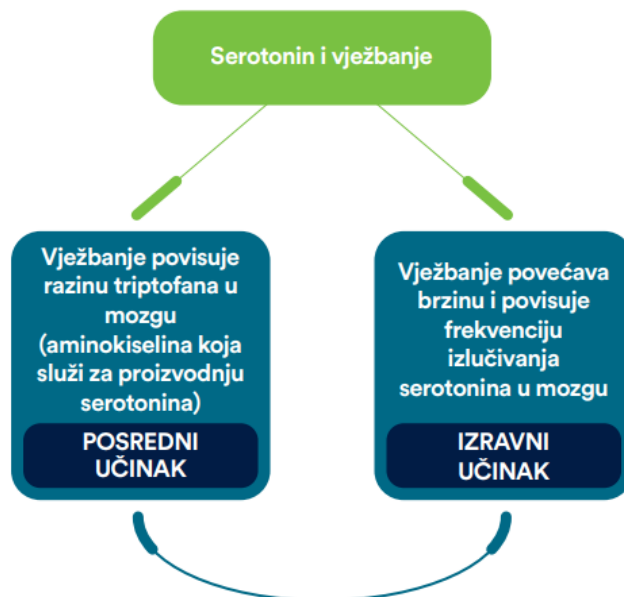 Serotonin i vježbanje
Vježbanje povisuje
razinu triptofana u
mozgu
(aminokiselina koja
služi za proizvodnju
serotonina)
POSREDNI
UČINAK
Vježbanje povećava
brzinu i povisuje
frekvenciju
izlučivanja
serotonina u mozgu
IZRAVNI
UČINAK